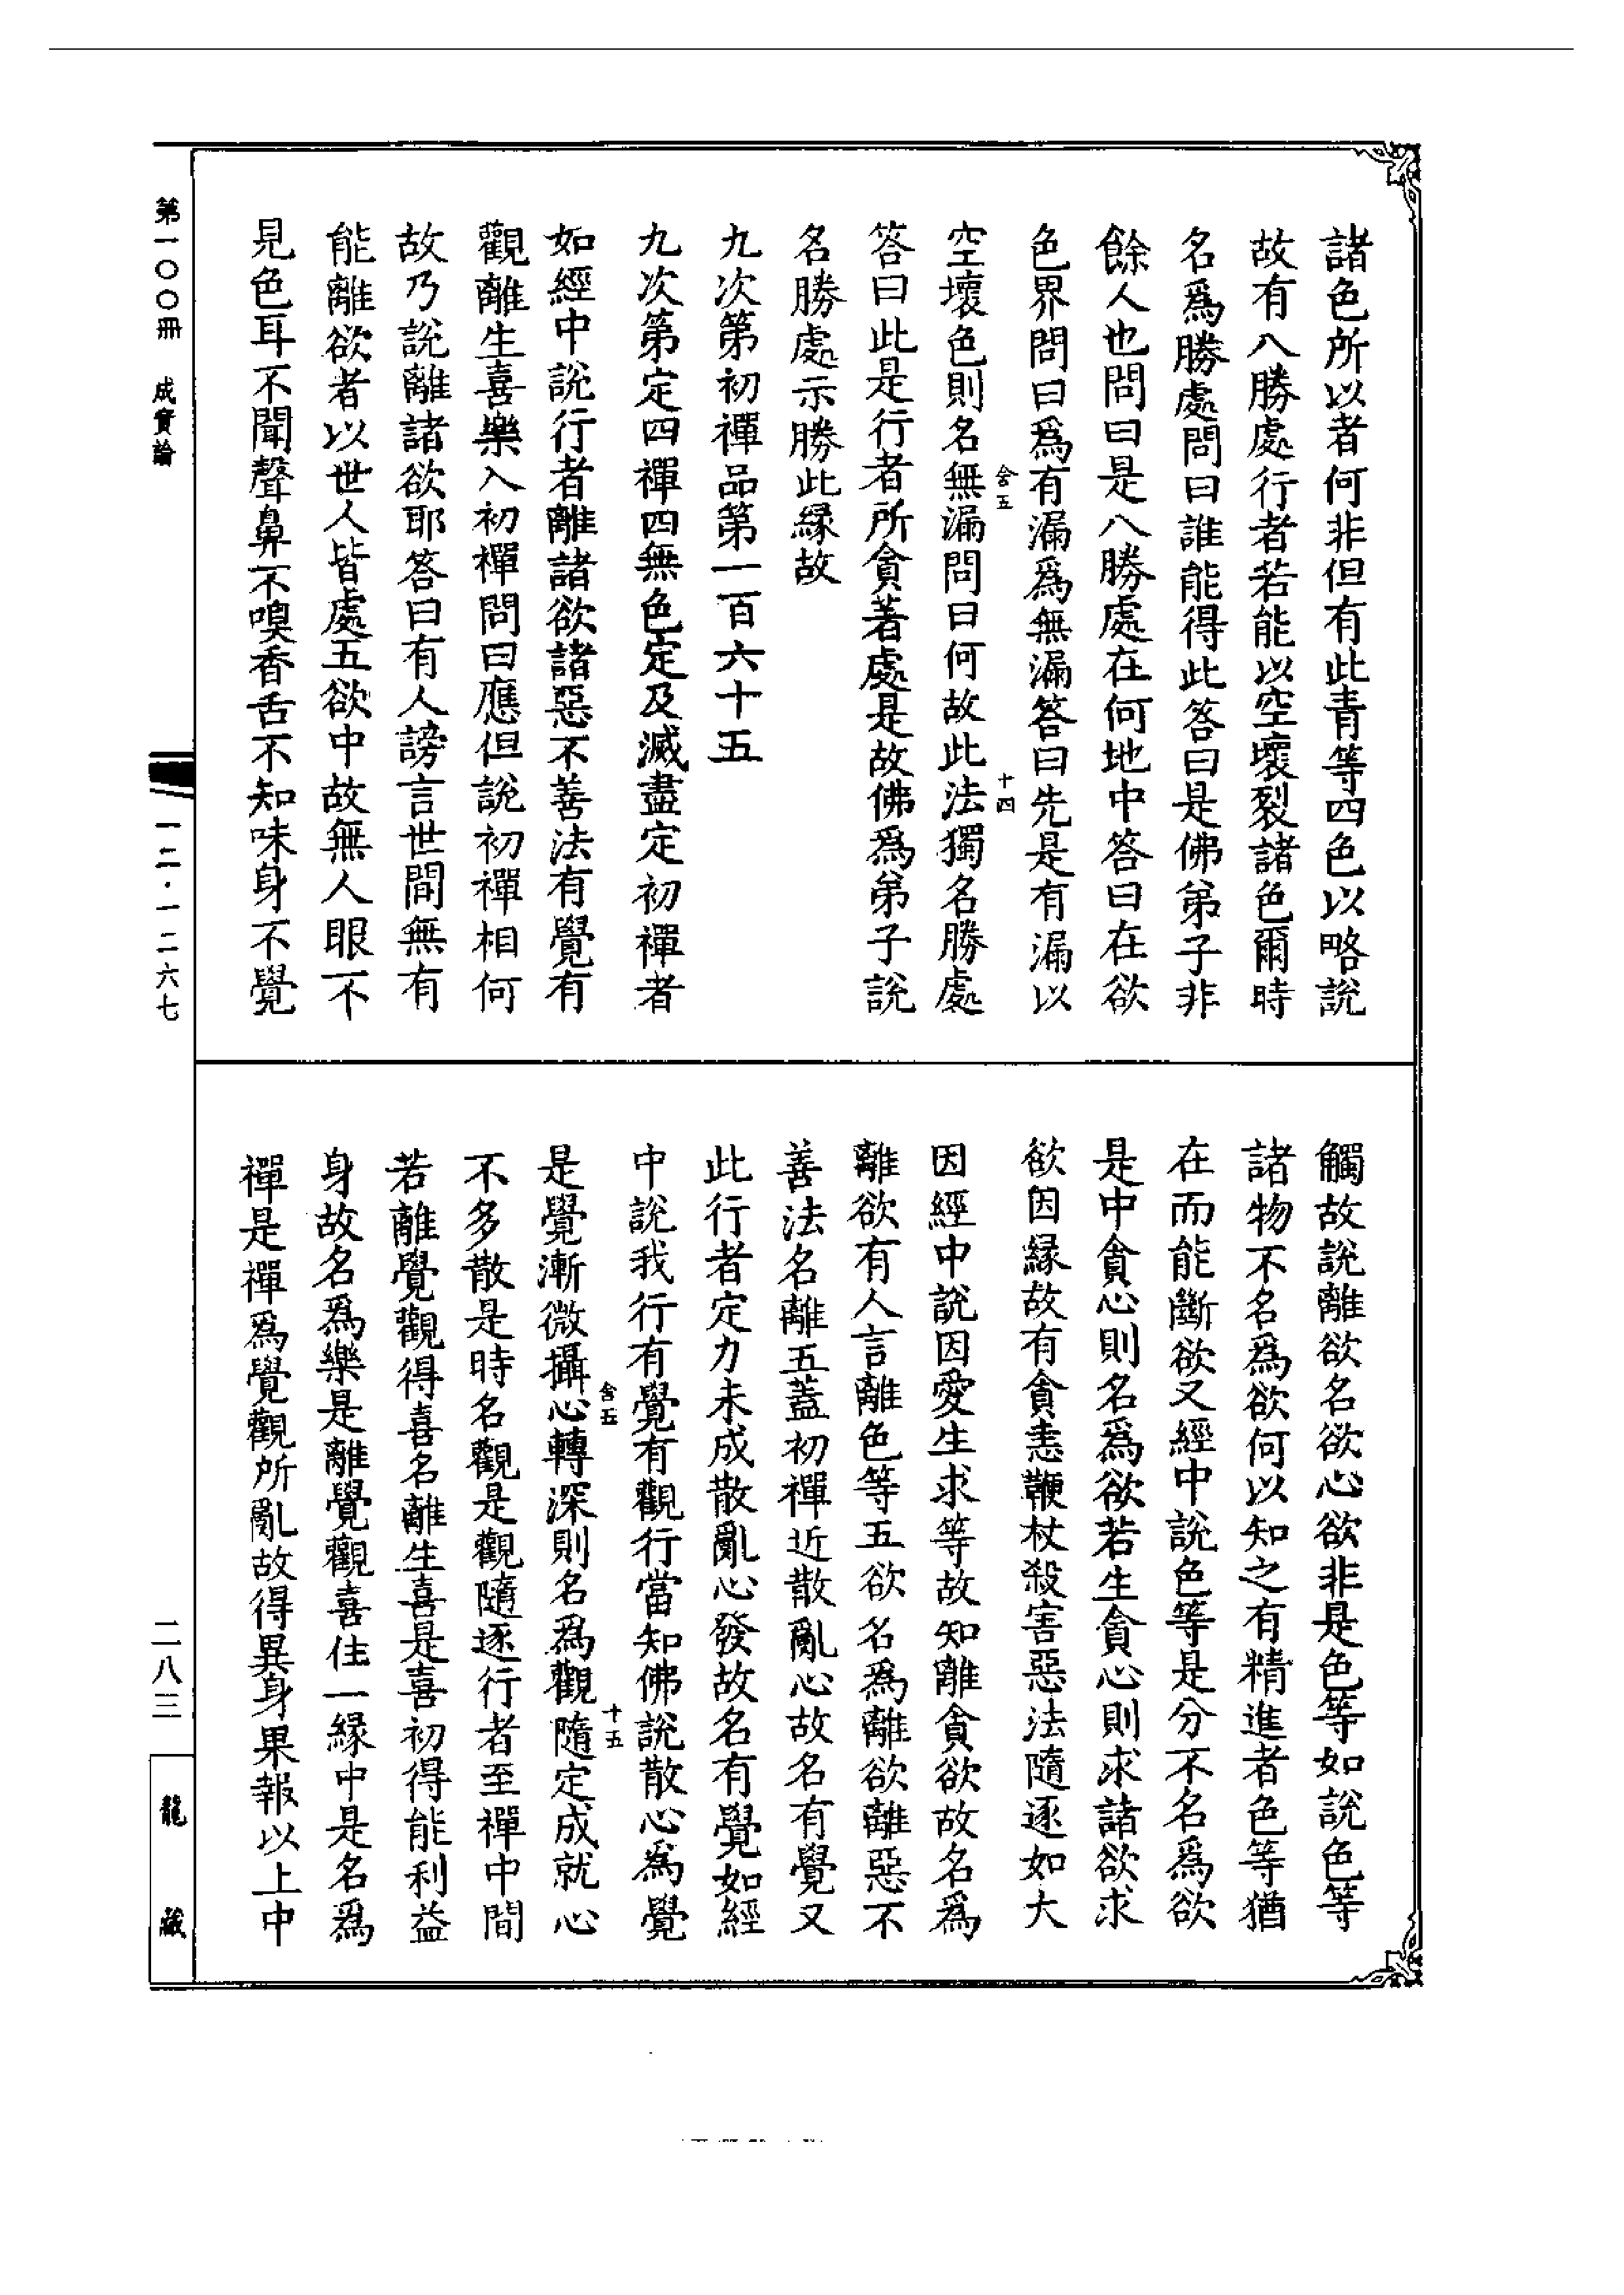 諸色所以者何非但有此青等四色以略說
故有八勝處行者若能以空壞裂諸色爾時
名爲勝處問曰誰能得此答曰是佛弟子非
餘人也問曰是八勝處在何地中答曰在欲
色界問曰爲有漏爲無漏答曰先是有漏以
空壞色則名無漏問曰何故此法獨名勝處
舍五
十四
答曰此是行者所貪著處是故佛爲弟子說
名勝處示勝此緣故
九次第初禪品第一百六十五
九次第定四禪四無色定及滅盡定初禪者
如經中說行者離諸欲諸惡不善法有覺有
觀離生喜樂入初禪問曰應但說初禪相何
故乃說離諸欲耶答曰有人謗言世間無有
能離欲者以世人皆處五欲中故無人眼不
見色耳不聞聲鼻不嗅香舌不知味身不覺
觸故說離欲名欲心欲非是色等如說色等
諸物不名爲欲何以知之有精進者色等猶
在而能斷欲又經中說色等是分不名爲欲
是中貪心則名爲欲若生貪心則求諸欲求
欲因緣故有貪恚鞭杖殺害惡法隨逐如大
因經中說因愛生求等故知離貪欲故名爲
離欲有人言離色等五欲名爲離欲離惡不
善法名離五蓋初禪近散亂心故名有覺又
此行者定力未成散亂心發故名有覺如經
中說我行有覺有觀行當知佛說散心爲覺
舍五
十五
是覺漸微攝心轉深則名爲觀隨定成就心
不多散是時名觀是觀隨逐行者至禪中間
若離覺觀得喜名離生喜是喜初得能利益
身故名爲樂是離覺觀喜住一緣中是名爲
禪是禪爲覺觀所亂故得異身果報以上中
第一〇〇冊 成實論
一二·一二六七
二八三
龍藏